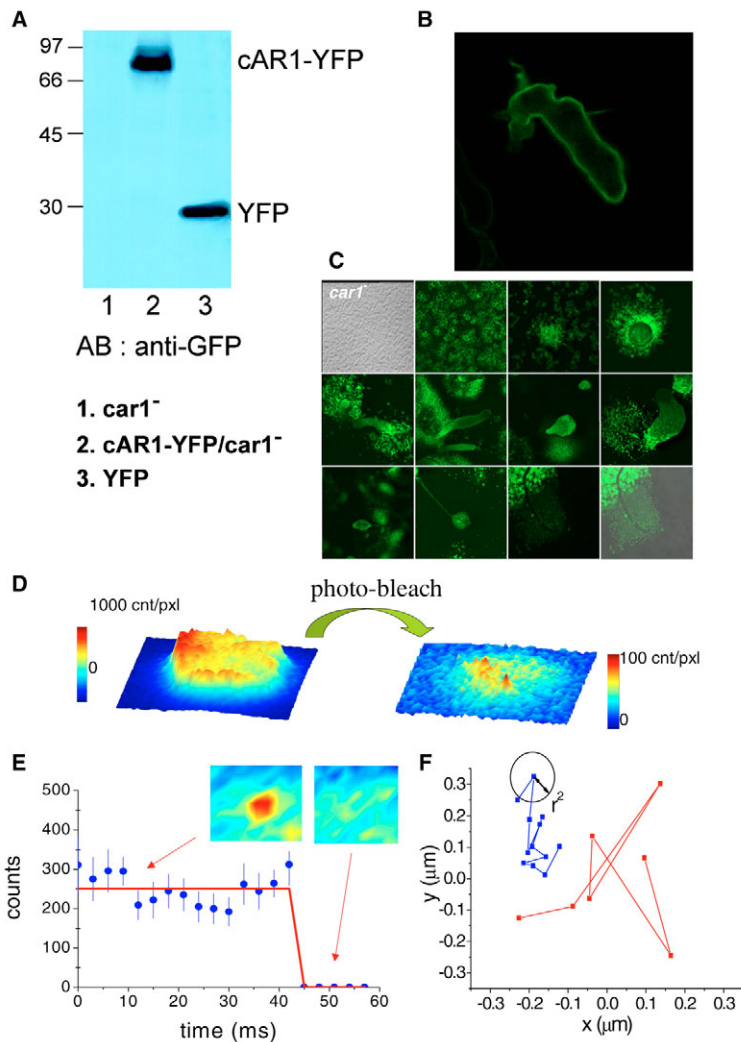 A
97
66
45
30
cAR1-YFP
YFP
1 2 3
AB : anti-GFP
1. car1-
2. cAR1-YFP/car1-
3. YFP
B
C
car1-
D
1000 cnt/pxl
0
photo-bleach
100 cnt/pxl
0
E
500
400
300
200
100
0
counts
0 10 20 30 40 50 60
time (ms)
F
0.3
0.2
0.1
0.0
-0.1
-0.2
-0.3
y (μm)
r2
-0.3 -0.2 -0.1 0.0 0.1 0.2 0.3
x (μm)